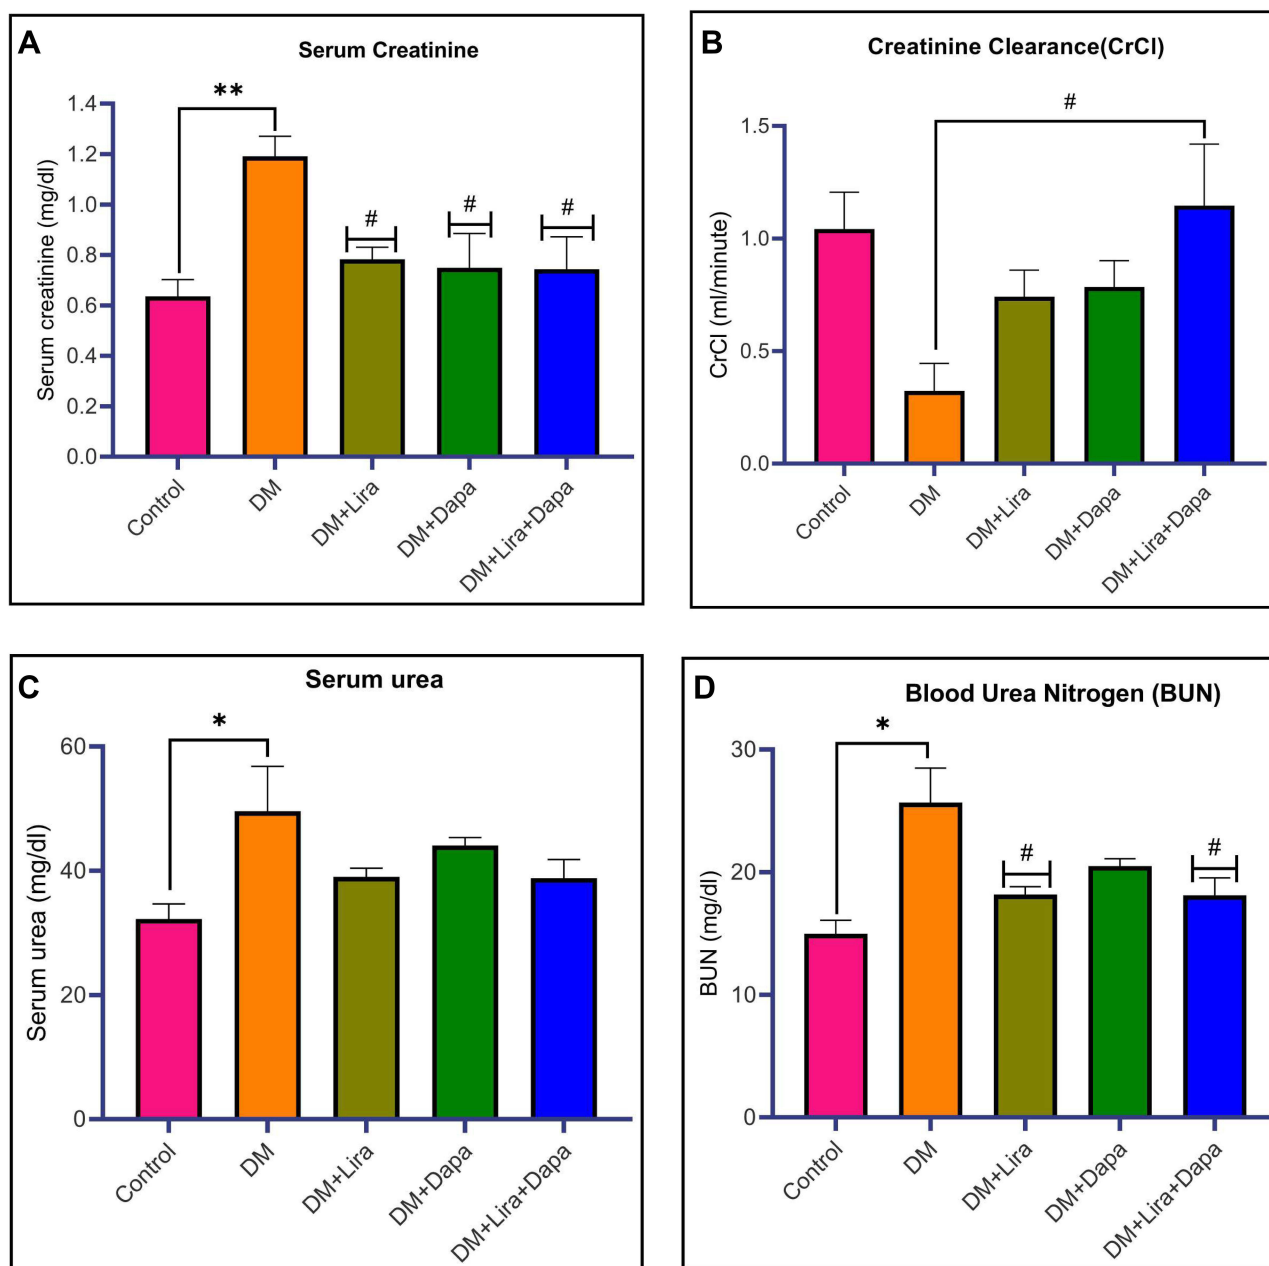 A
Serum Creatinine
**
1.4
1.2
1.0
0.8
0.6
0.4
0.2
0.0
Serum creatinine (mg/dl)
#
#
#
Control
DM
DM+Lira
DM+Dapa
DM+Lira+Dapa
B
Creatinine Clearance(CrCl)
#
1.5
1.0
0.5
0.0
CrCl (ml/minute)
Control
DM
DM+Lira
DM+Dapa
DM+Lira+Dapa
C
Serum urea
*
60
40
20
0
Serum urea (mg/dl)
Control
DM
DM+Lira
DM+Dapa
DM+Lira+Dapa
D
Blood Urea Nitrogen (BUN)
*
30
20
10
0
BUN (mg/dl)
#
#
Control
DM
DM+Lira
DM+Dapa
DM+Lira+Dapa